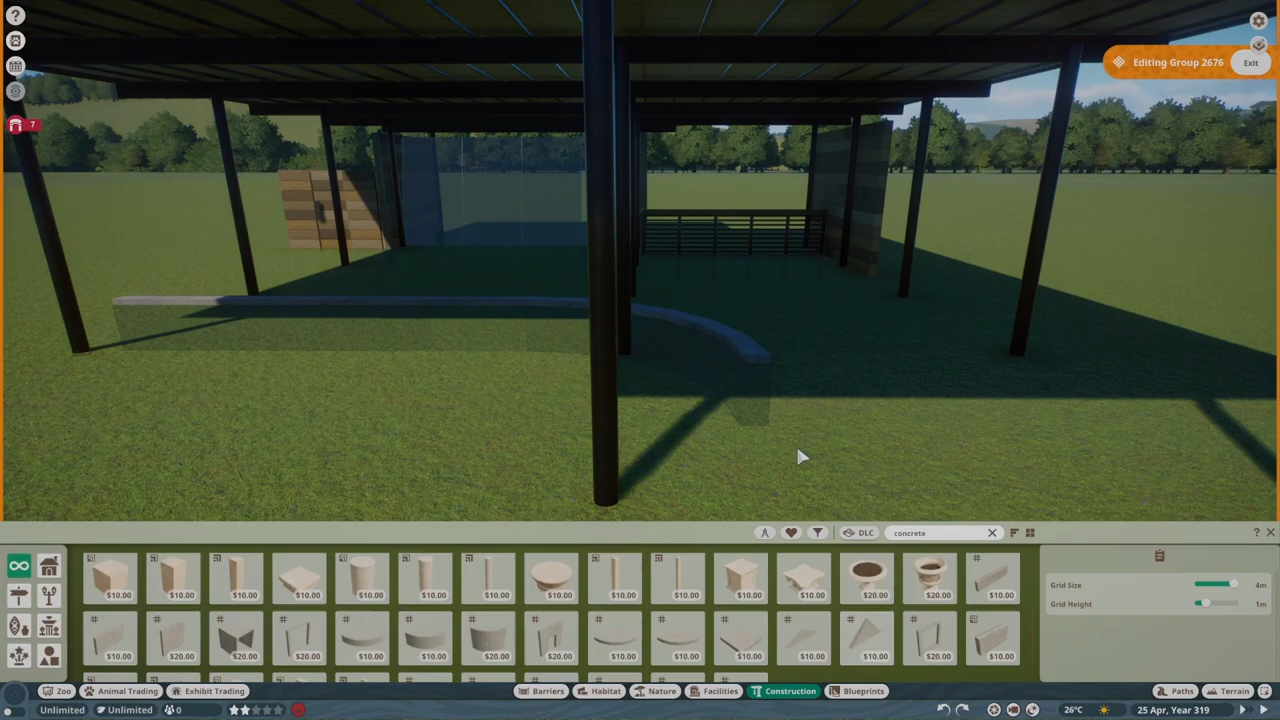 ?
Editing Group 2676 Exit
7
DLC concrete ?
$10.00 $10.00 $10.00 $10.00 $10.00 $10.00 $10.00 $10.00 $10.00 $10.00 $10.00 $10.00 $20.00 $20.00 $10.00
Grid Size 4m
Grid Height 1m
$10.00 $20.00 $20.00 $20.00 $10.00 $10.00 $20.00 $20.00 $10.00 $10.00 $10.00 $10.00 $10.00 $20.00 $10.00
Zoo Animal Trading Exhibit Trading Barriers Habitat Nature Facilities Construction Blueprints Paths Terrain
Unlimited Unlimited 0 26°C 25 Apr, Year 319